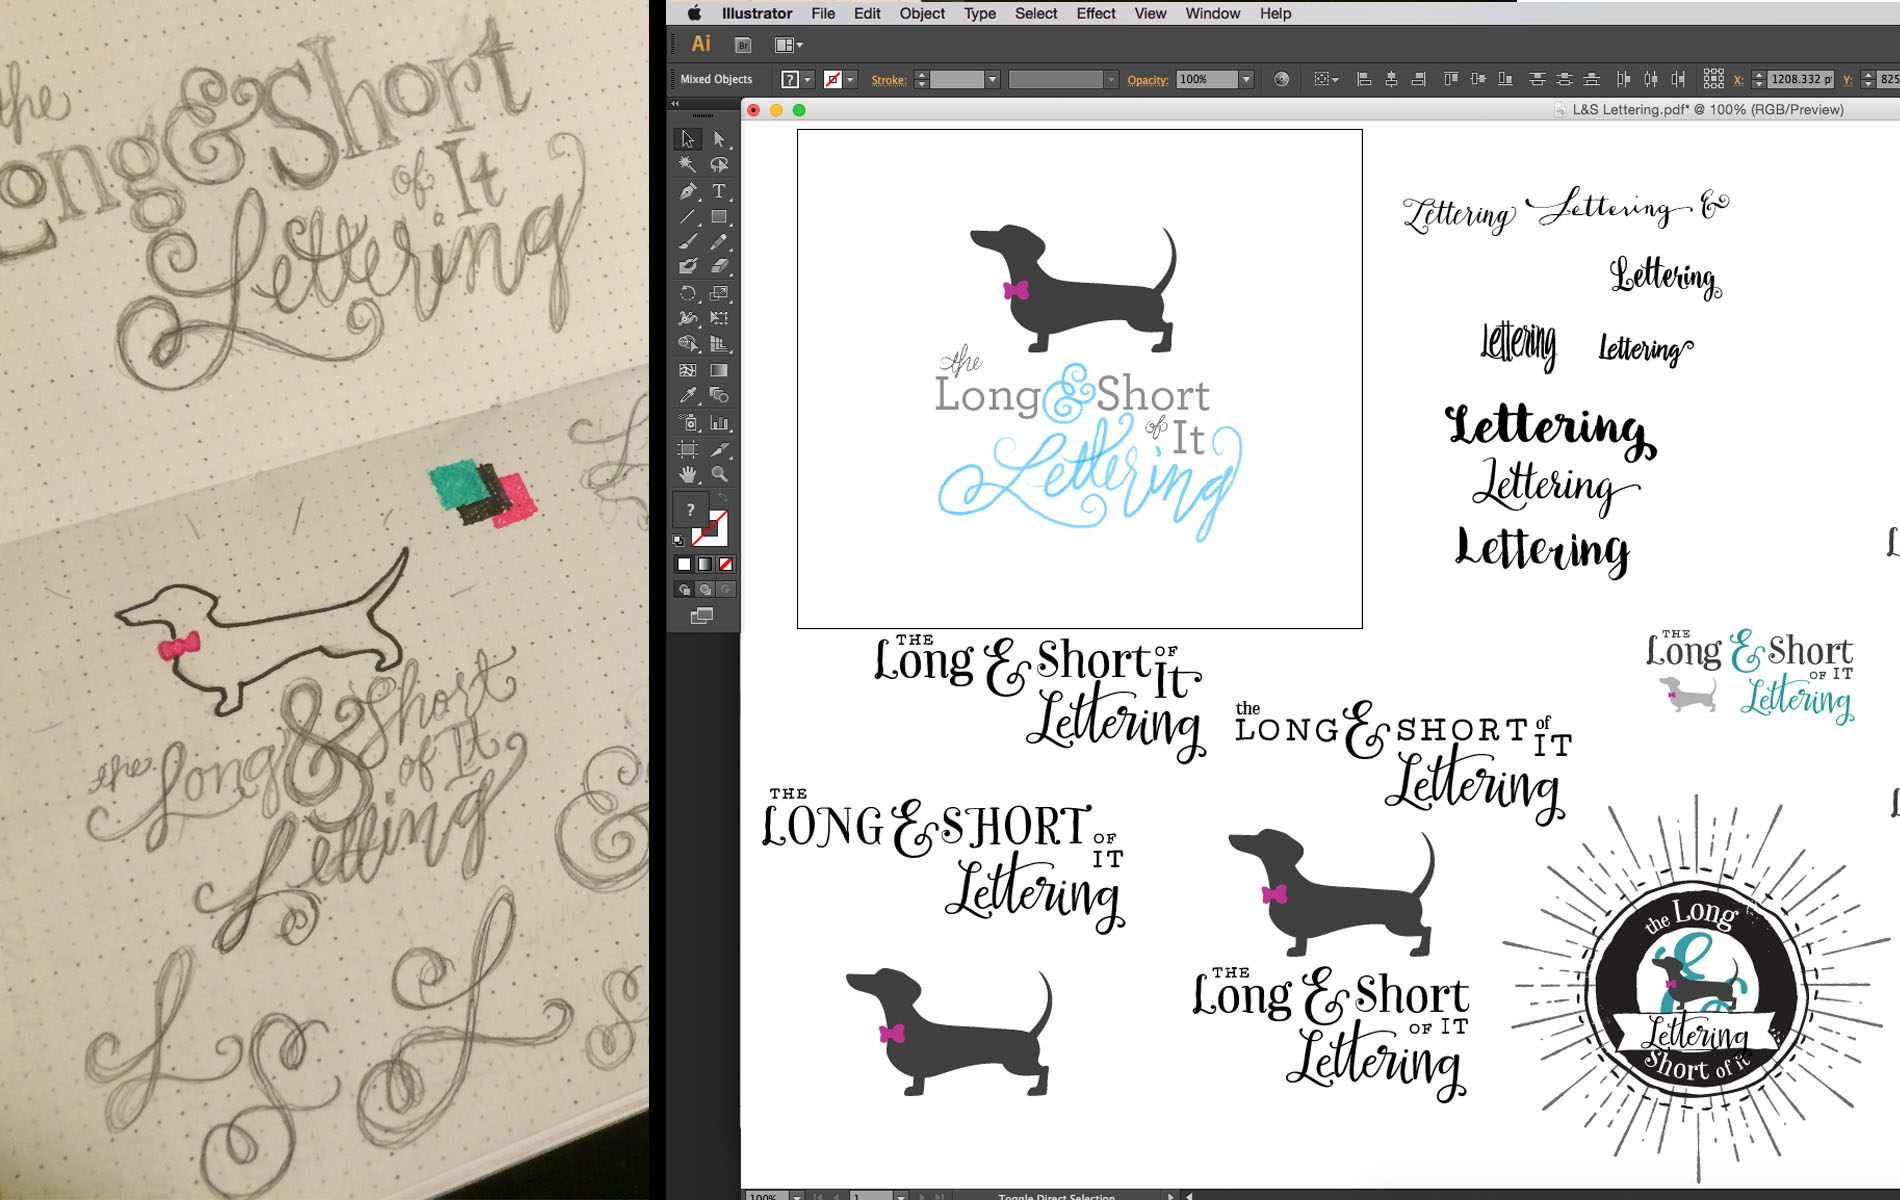 the
Long & Short
of It
Lettering
the Long & Short
of It
Lettering
L S L S
Illustrator File Edit Object Type Select Effect View Window Help
Ai Br
Mixed Objects ? Stroke: Opacity: 100% X: 1208.332 p Y: 825
L&S Lettering.pdf* @ 100% (RGB/Preview)
T
?
the
Long & Short
of It
Lettering
Lettering Lettering &
Lettering
Lettering Lettering
Lettering
Lettering
Lettering
THE
Long & Short OF
It
Lettering
the
LONG & SHORT of
IT
Lettering
THE
Long & Short
OF IT
Lettering
THE
LONG & SHORT OF
IT
Lettering
THE
Long & Short
OF IT
Lettering
the Long
&
Lettering
Short of it
100% 1 Toggle Direct Selection